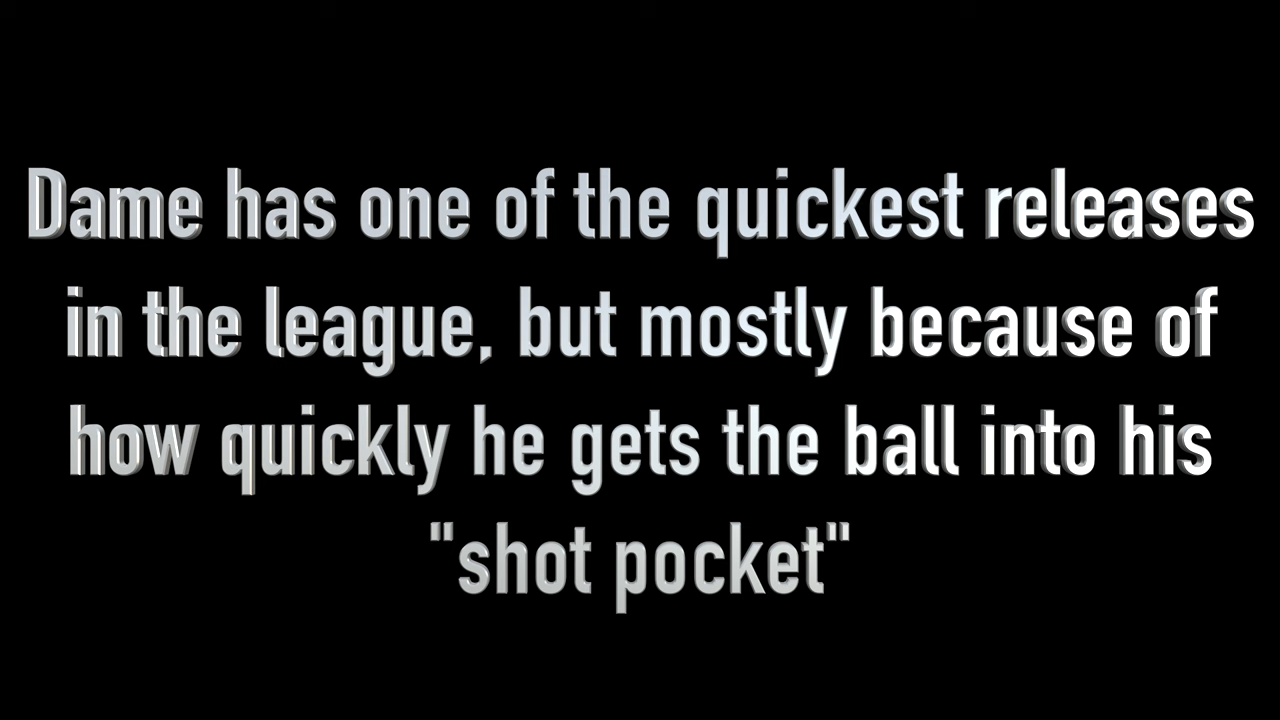 Dame has one of the quickest releases
in the league, but mostly because of
how quickly he gets the ball into his
"shot pocket"